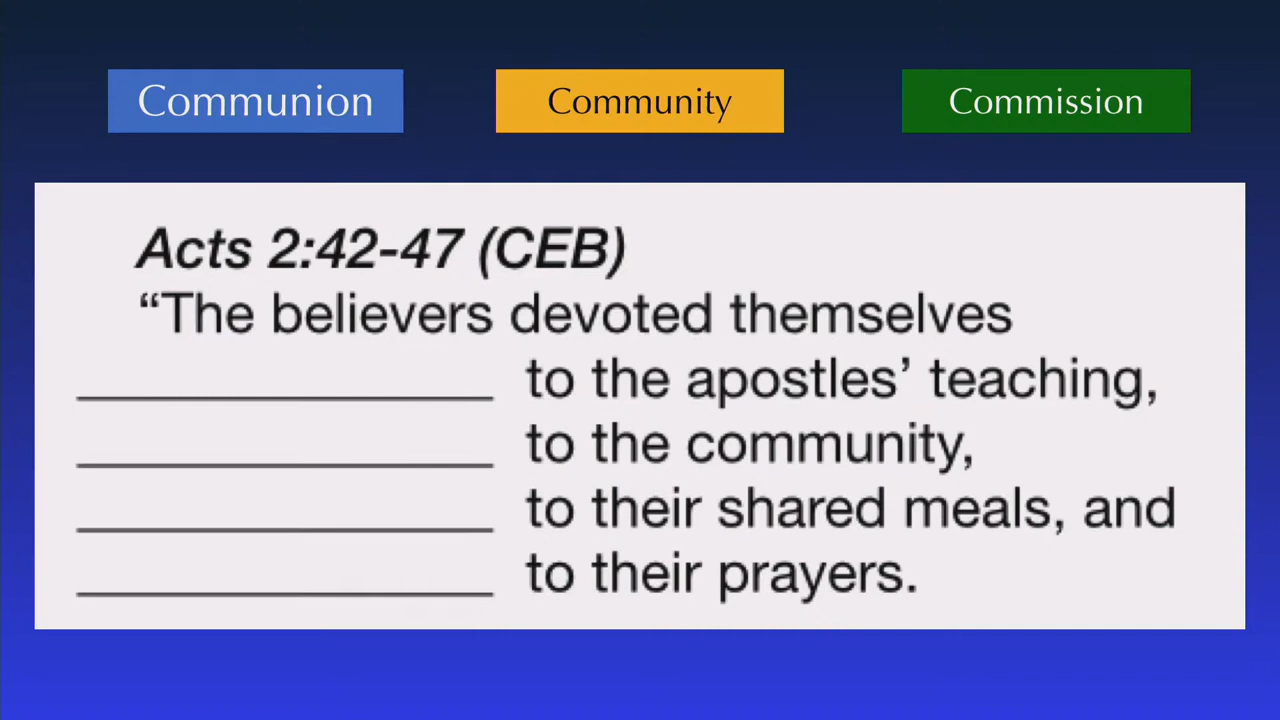 Communion
Community
Commission
Acts 2:42-47 (CEB)
“The believers devoted themselves
to the apostles’ teaching,
to the community,
to their shared meals, and
to their prayers.